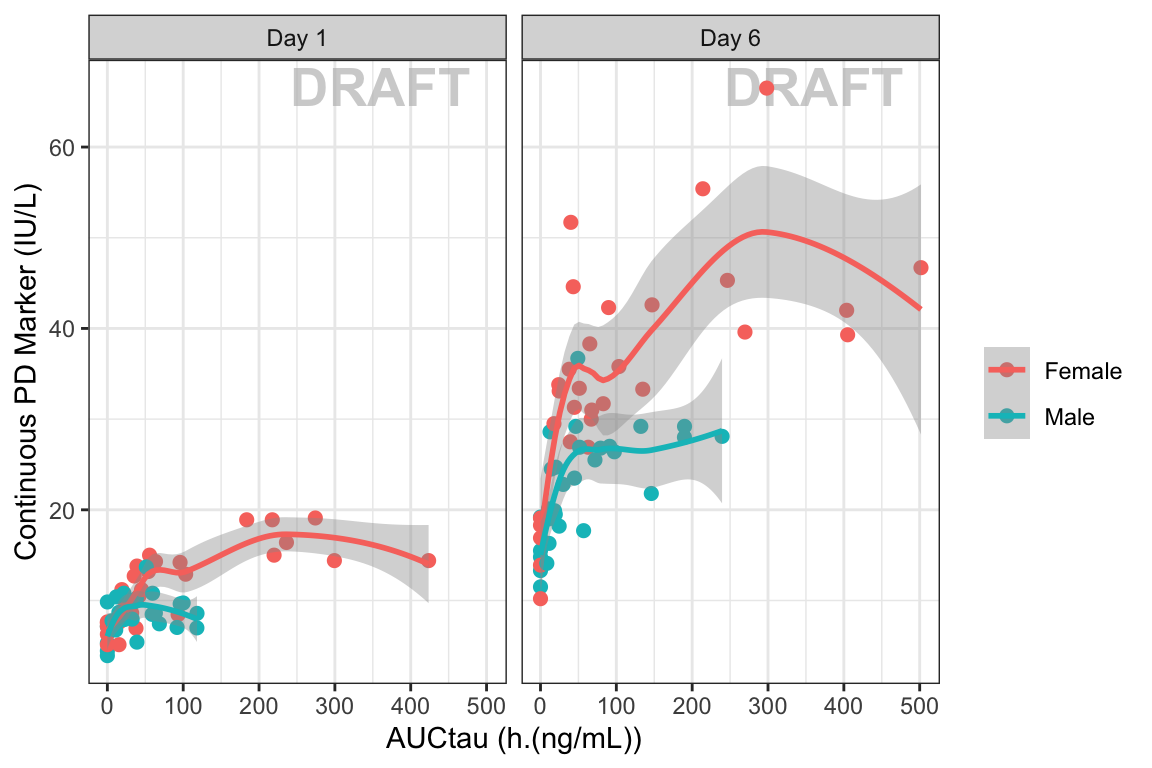 Day 1
Day 6
DRAFT
DRAFT
Continuous PD Marker (IU/L)
60
40
20
0 100 200 300 400 500
0 100 200 300 400 500
AUCtau (h.(ng/mL))
Female
Male